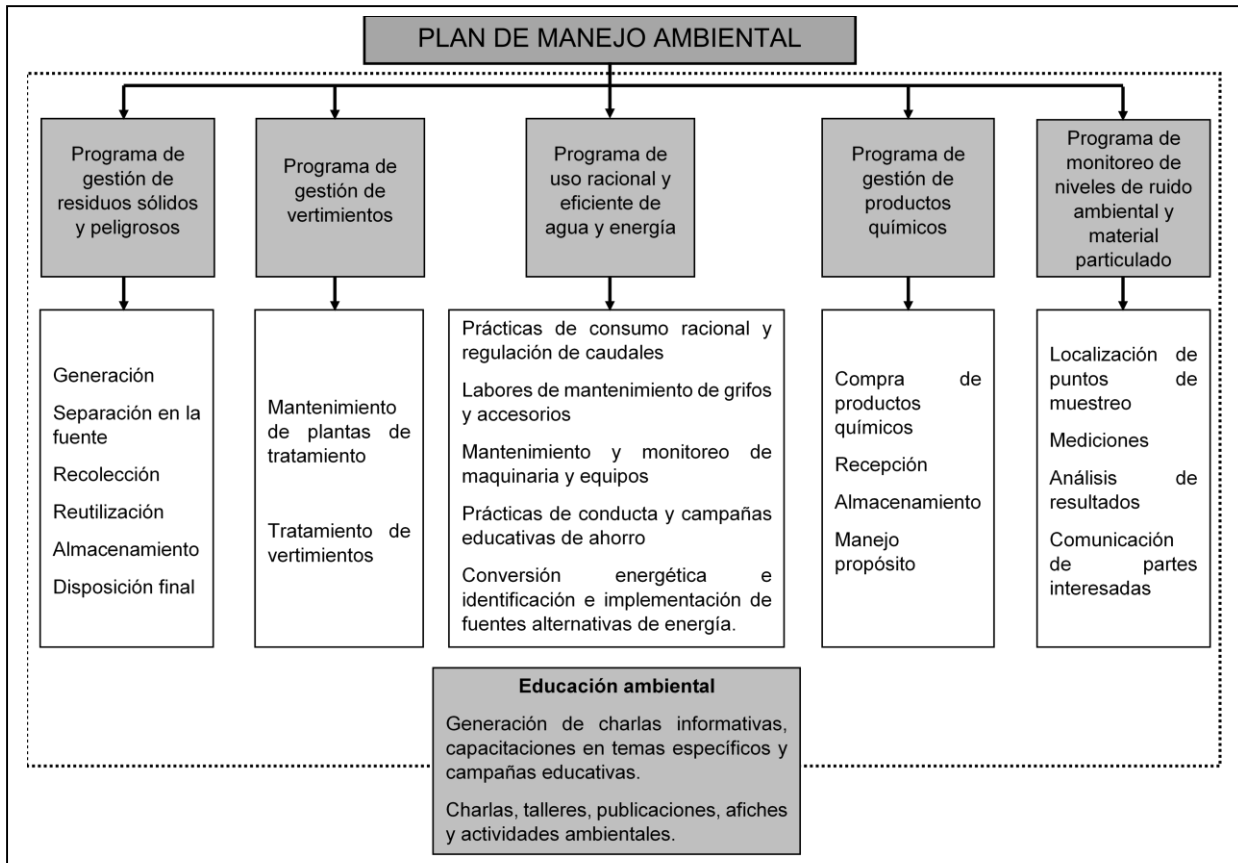 PLAN DE MANEJO AMBIENTAL
Programa de
gestión de
residuos sólidos
y peligrosos
Programa de
gestión de
vertimientos
Programa de
uso racional y
eficiente de
agua y energía
Programa de
gestión de
productos
químicos
Programa de
monitoreo de
niveles de ruido
ambiental y
material
particulado
Generación
Separación en la
fuente
Recolección
Reutilización
Almacenamiento
Disposición final
Mantenimiento
de plantas de
tratamiento
Tratamiento de
vertimientos
Prácticas de consumo racional y
regulación de caudales
Labores de mantenimiento de grifos
y accesorios
Mantenimiento y monitoreo de
maquinaria y equipos
Prácticas de conducta y campañas
educativas de ahorro
Conversión energética e
identificación e implementación de
fuentes alternativas de energía.
Compra de
productos
químicos
Recepción
Almacenamiento
Manejo
propósito
Localización de
puntos de
muestreo
Mediciones
Análisis de
resultados
Comunicación
de partes
interesadas
Educación ambiental
Generación de charlas informativas,
capacitaciones en temas específicos y
campañas educativas.
Charlas, talleres, publicaciones, afiches
y actividades ambientales.